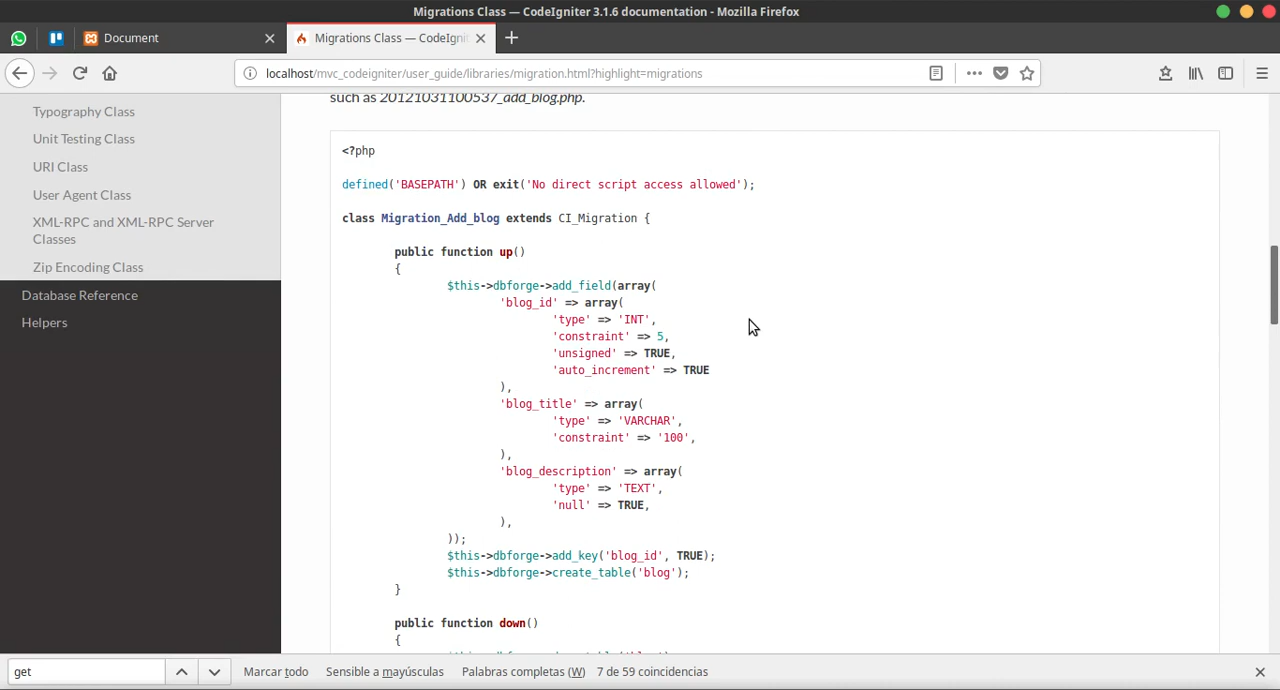 Migrations Class — CodeIgniter 3.1.6 documentation - Mozilla Firefox
Document
Migrations Class — CodeIgni
localhost/mvc_codeigniter/user_guide/libraries/migration.html?highlight=migrations
Typography Class
Unit Testing Class
URI Class
User Agent Class
XML-RPC and XML-RPC Server
Classes
Zip Encoding Class
Database Reference
Helpers
such as 20121031100537_add_blog.php.
<?php
defined('BASEPATH') OR exit('No direct script access allowed');
class Migration_Add_blog extends CI_Migration {
public function up()
{
$this->dbforge->add_field(array(
'blog_id' => array(
'type' => 'INT',
'constraint' => 5,
'unsigned' => TRUE,
'auto_increment' => TRUE
),
'blog_title' => array(
'type' => 'VARCHAR',
'constraint' => '100',
),
'blog_description' => array(
'type' => 'TEXT',
'null' => TRUE,
),
));
$this->dbforge->add_key('blog_id', TRUE);
$this->dbforge->create_table('blog');
}
public function down()
{
get
Marcar todo
Sensible a mayúsculas
Palabras completas (W)
7 de 59 coincidencias